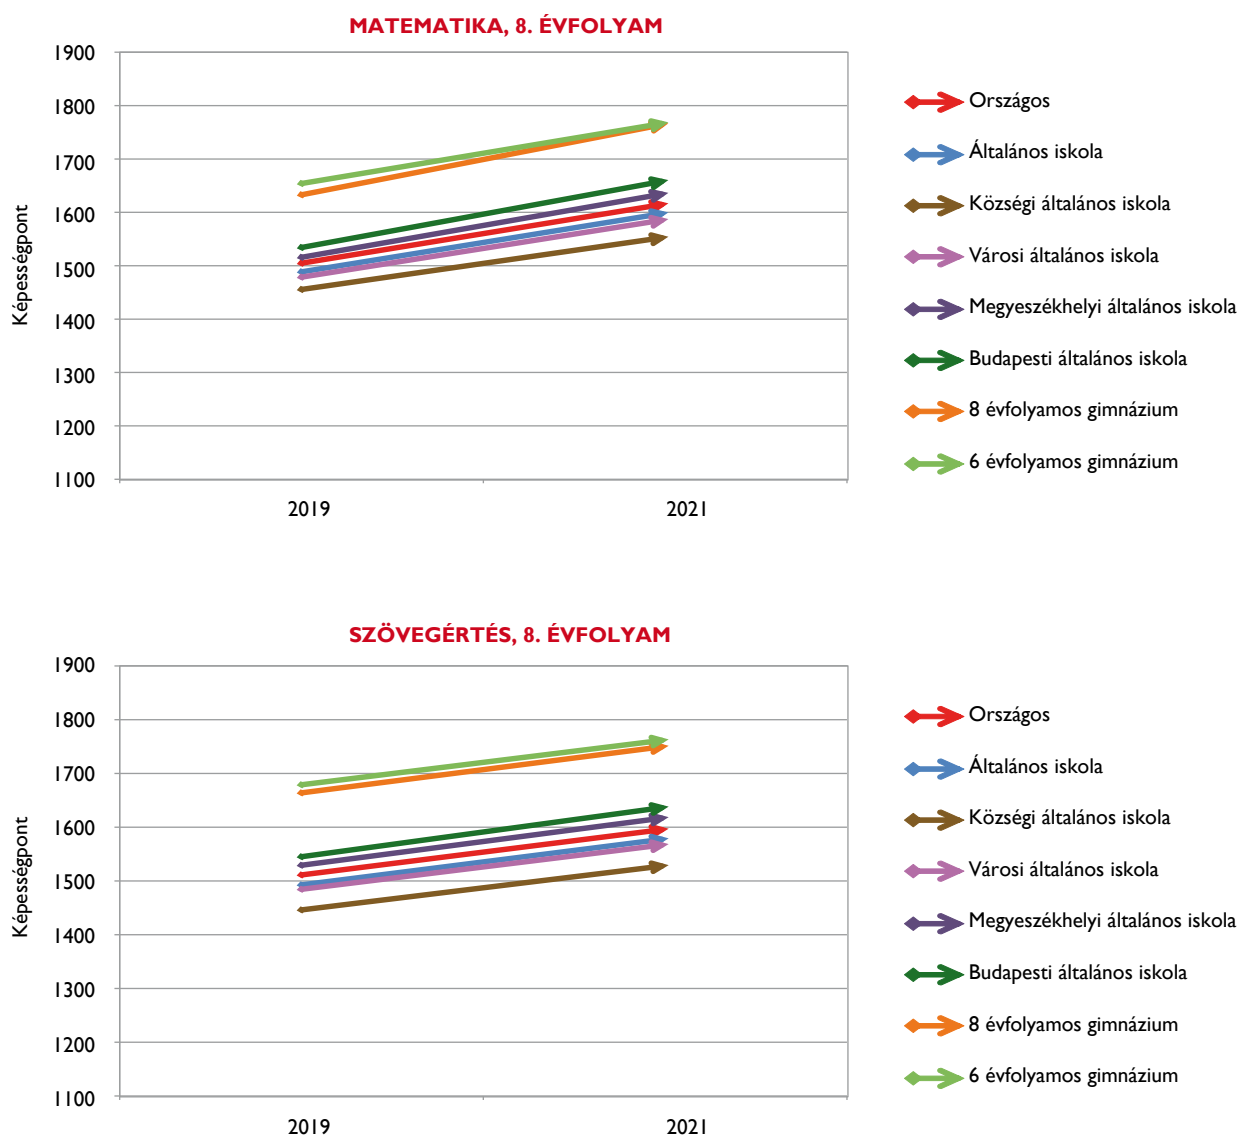 MATEMATIKA, 8. ÉVFOLYAM
1900
1800
1700
1600
1500
1400
1300
1200
1100
Képességpont
2019
2021
Országos
Általános iskola
Községi általános iskola
Városi általános iskola
Megyeszékhelyi általános iskola
Budapesti általános iskola
8 évfolyamos gimnázium
6 évfolyamos gimnázium
SZÖVEGÉRTÉS, 8. ÉVFOLYAM
1900
1800
1700
1600
1500
1400
1300
1200
1100
Képességpont
2019
2021
Országos
Általános iskola
Községi általános iskola
Városi általános iskola
Megyeszékhelyi általános iskola
Budapesti általános iskola
8 évfolyamos gimnázium
6 évfolyamos gimnázium